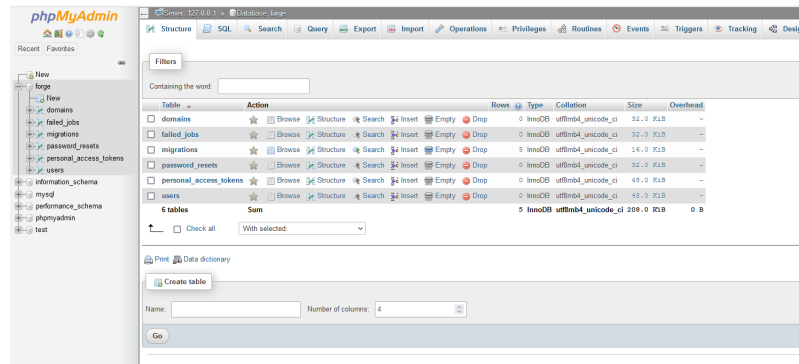 phpMyAdmin
Recent Favorites
New
forge
New
domains
failed_jobs
migrations
password_resets
personal_access_tokens
users
information_schema
mysql
performance_schema
phpmyadmin
test
Server: 127.0.0.1 » Database: forge
Structure SQL Search Query Export Import Operations Privileges Routines Events Triggers Tracking Desig
Filters
Containing the word:
Table Action Rows Type Collation Size Overhead
domains Browse Structure Search Insert Empty Drop 0 InnoDB utf8mb4_unicode_ci 32.0 KiB -
failed_jobs Browse Structure Search Insert Empty Drop 0 InnoDB utf8mb4_unicode_ci 32.0 KiB -
migrations Browse Structure Search Insert Empty Drop 5 InnoDB utf8mb4_unicode_ci 16.0 KiB -
password_resets Browse Structure Search Insert Empty Drop 0 InnoDB utf8mb4_unicode_ci 32.0 KiB -
personal_access_tokens Browse Structure Search Insert Empty Drop 0 InnoDB utf8mb4_unicode_ci 48.0 KiB -
users Browse Structure Search Insert Empty Drop 0 InnoDB utf8mb4_unicode_ci 48.0 KiB -
6 tables Sum 5 InnoDB utf8mb4_unicode_ci 208.0 KiB 0 B
Check all With selected:
Print Data dictionary
Create table
Name: Number of columns: 4
Go